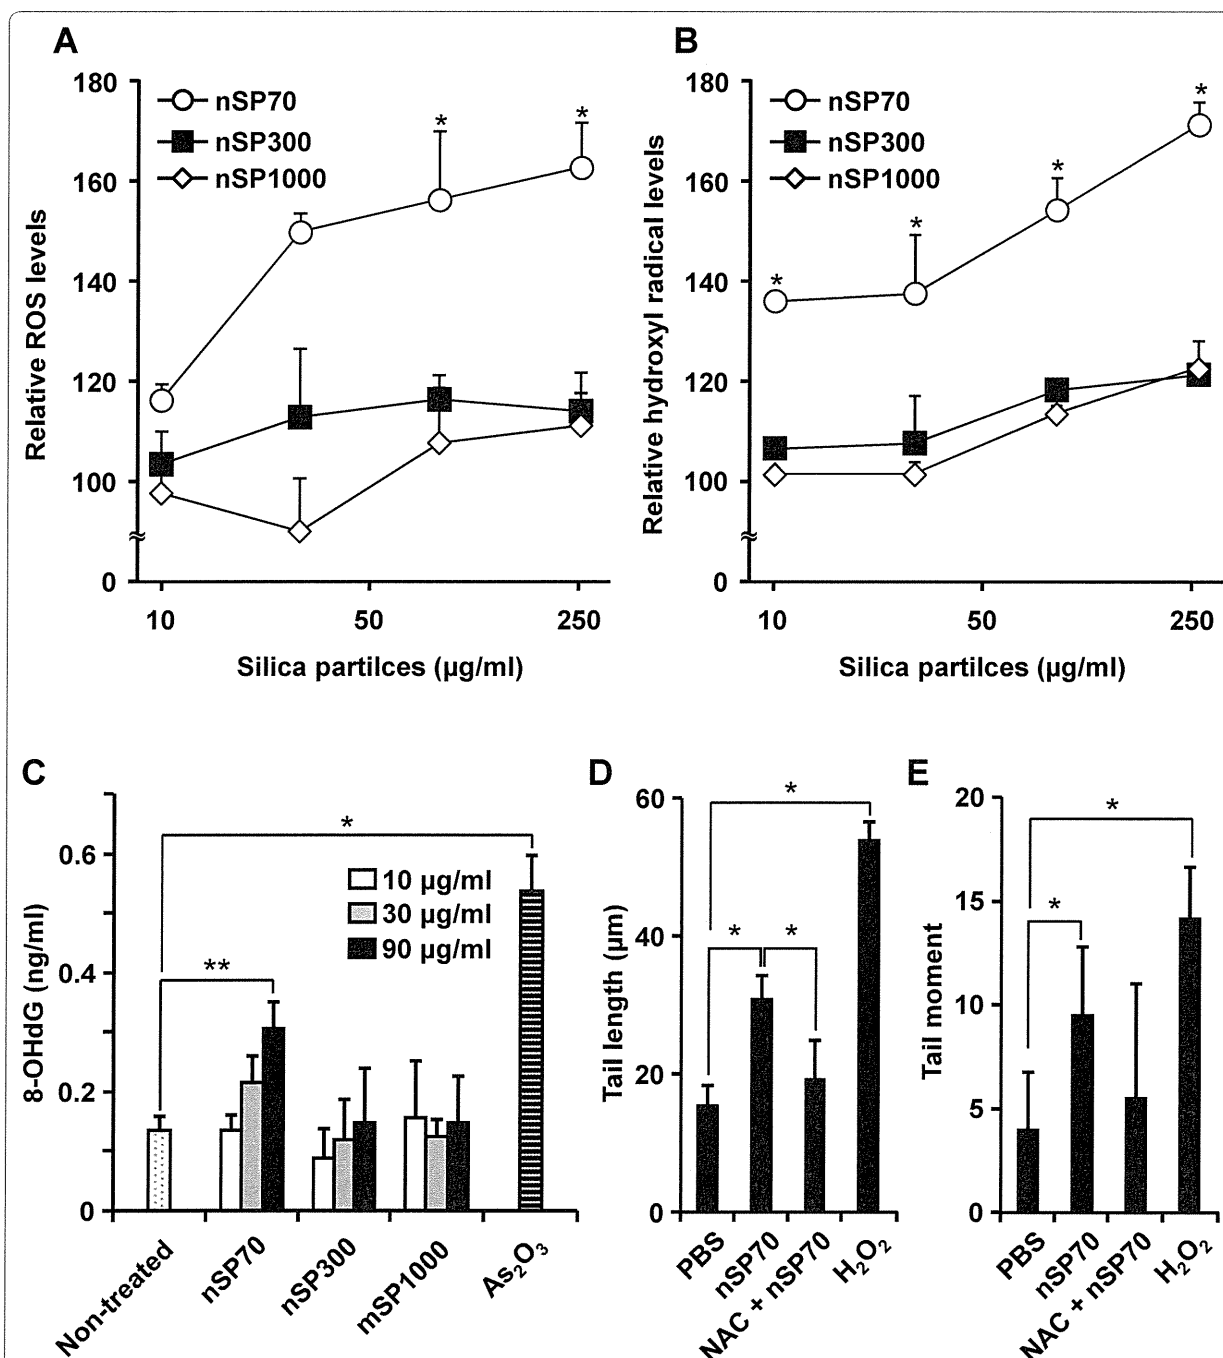 A
180
160
140
120
100
0
Relative ROS levels
nSP70
nSP300
nSP1000
*
*
10
50
250
Silica partilces (µg/ml)
B
180
160
140
120
100
0
Relative hydroxyl radical levels
nSP70
nSP300
nSP1000
*
*
*
*
10
50
250
Silica partilces (µg/ml)
C
0.6
0.4
0.2
0
8-OHdG (ng/ml)
*
**
10 µg/ml
30 µg/ml
90 µg/ml
Non-treated
nSP70
nSP300
mSP1000
As₂O₃
D
60
40
20
0
Tail length (µm)
*
*
*
PBS
nSP70
NAC + nSP70
H₂O₂
E
20
15
10
5
0
Tail moment
*
*
PBS
nSP70
NAC + nSP70
H₂O₂